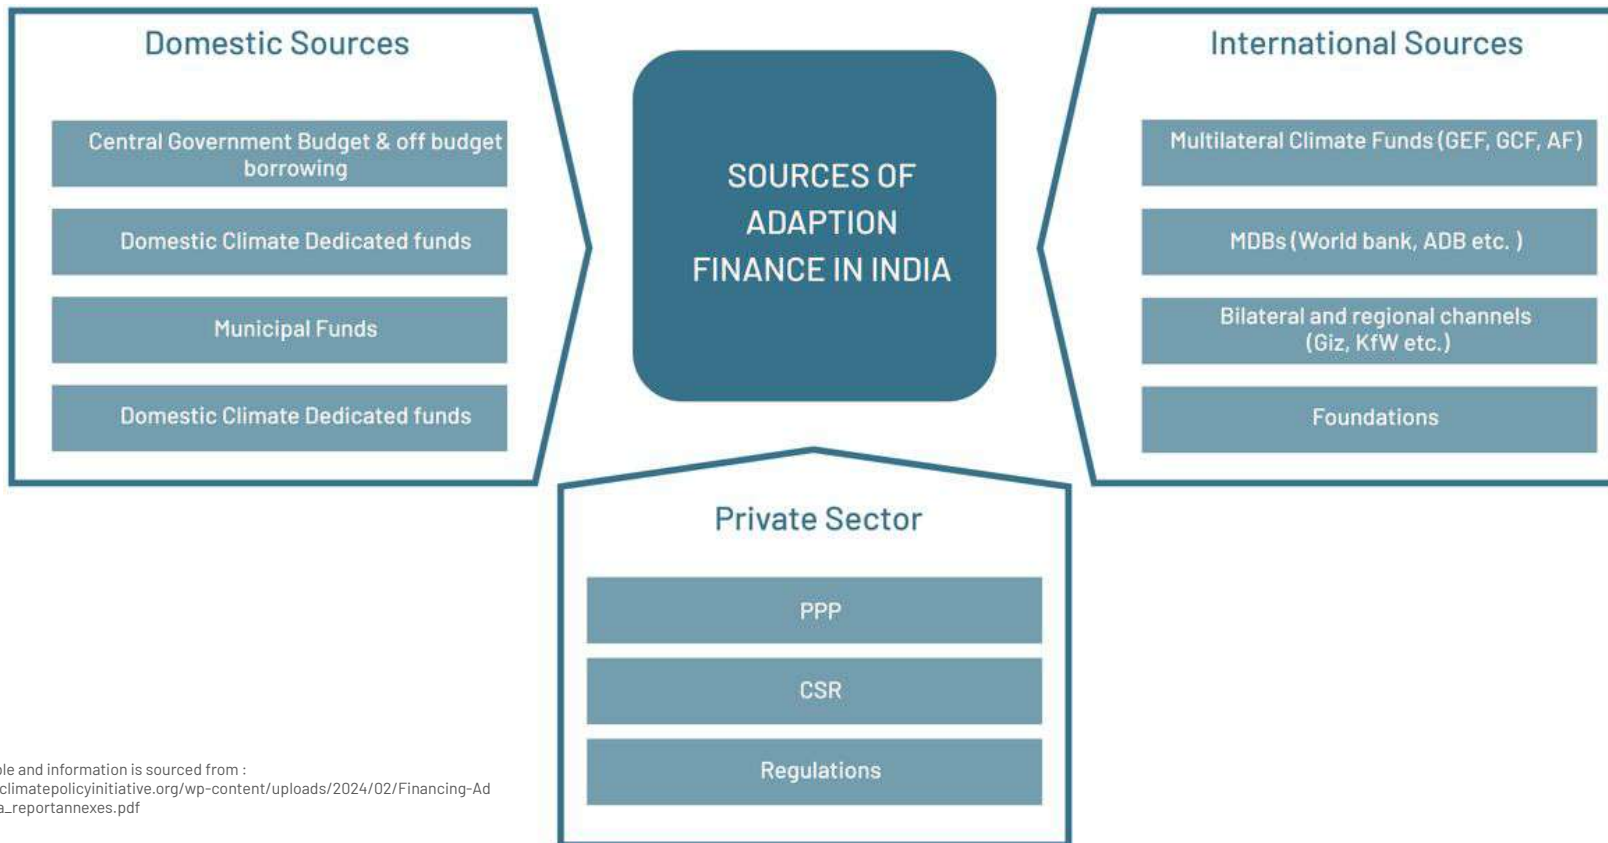 Domestic Sources
Central Government Budget & off budget
borrowing
Domestic Climate Dedicated funds
Municipal Funds
Domestic Climate Dedicated funds
SOURCES OF
ADAPTION
FINANCE IN INDIA
International Sources
Multilateral Climate Funds (GEF, GCF, AF)
MDBs (World bank, ADB etc. )
Bilateral and regional channels
(Giz, KfW etc.)
Foundations
Private Sector
PPP
CSR
Regulations
ble and information is sourced from :
climatepolicyinitiative.org/wp-content/uploads/2024/02/Financing-Ad
a_reportannexes.pdf